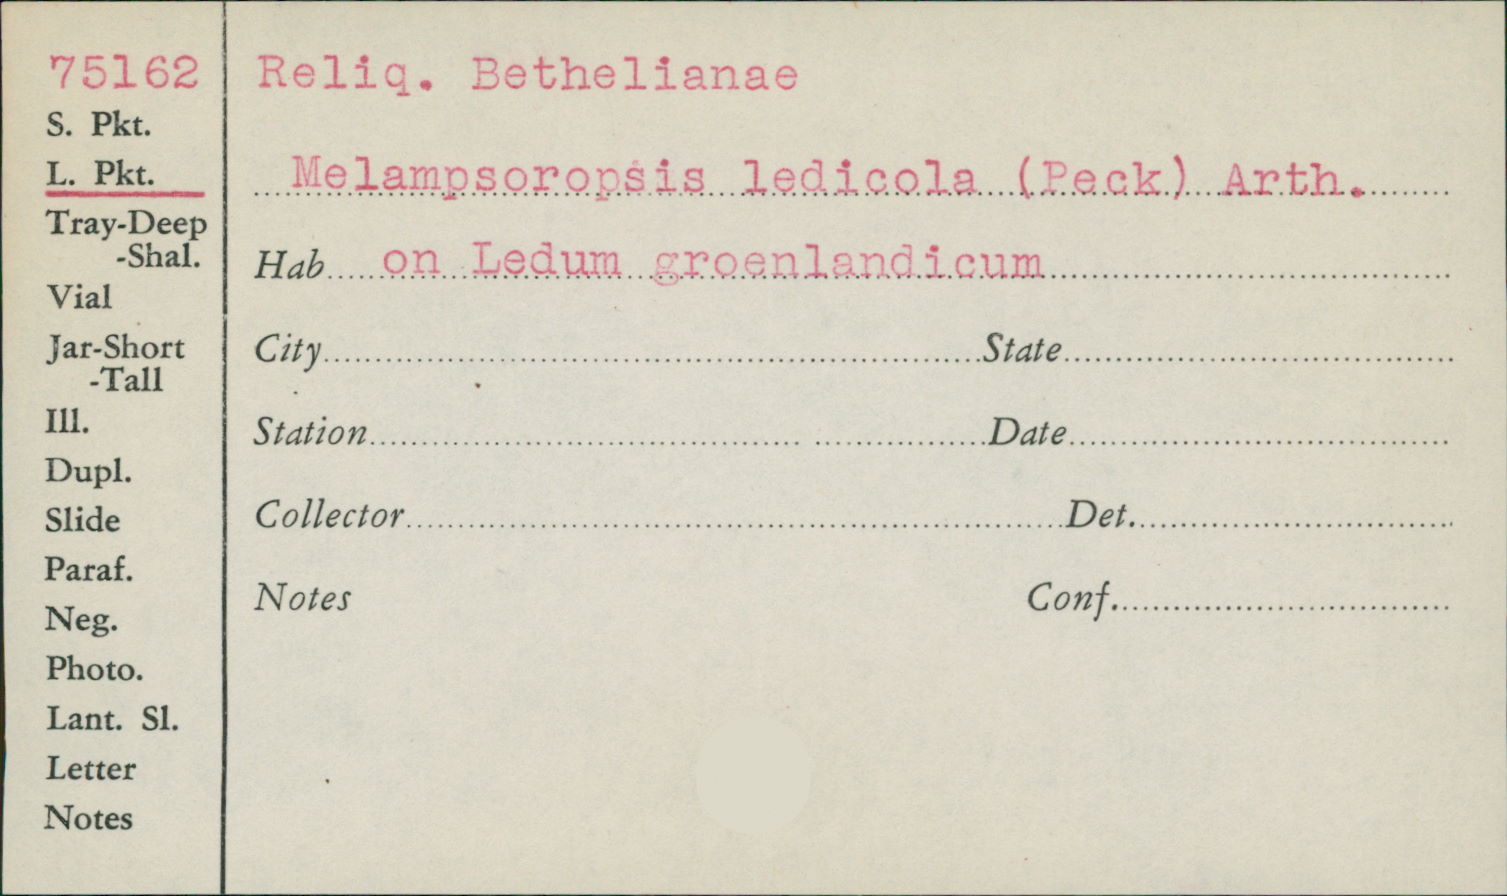 75162
S. Pkt.
L. Pkt.
Tray-Deep
-Shal.
Vial
Jar-Short
-Tall
Ill.
Dupl.
Slide
Paraf.
Neg.
Photo.
Lant. Sl.
Letter
Notes
Reliq. Bethelianae
Melampsoropsis ledicola (Peck) Arth.
Hab on Ledum groenlandicum
City State
Station Date
Collector Det.
Notes Conf.